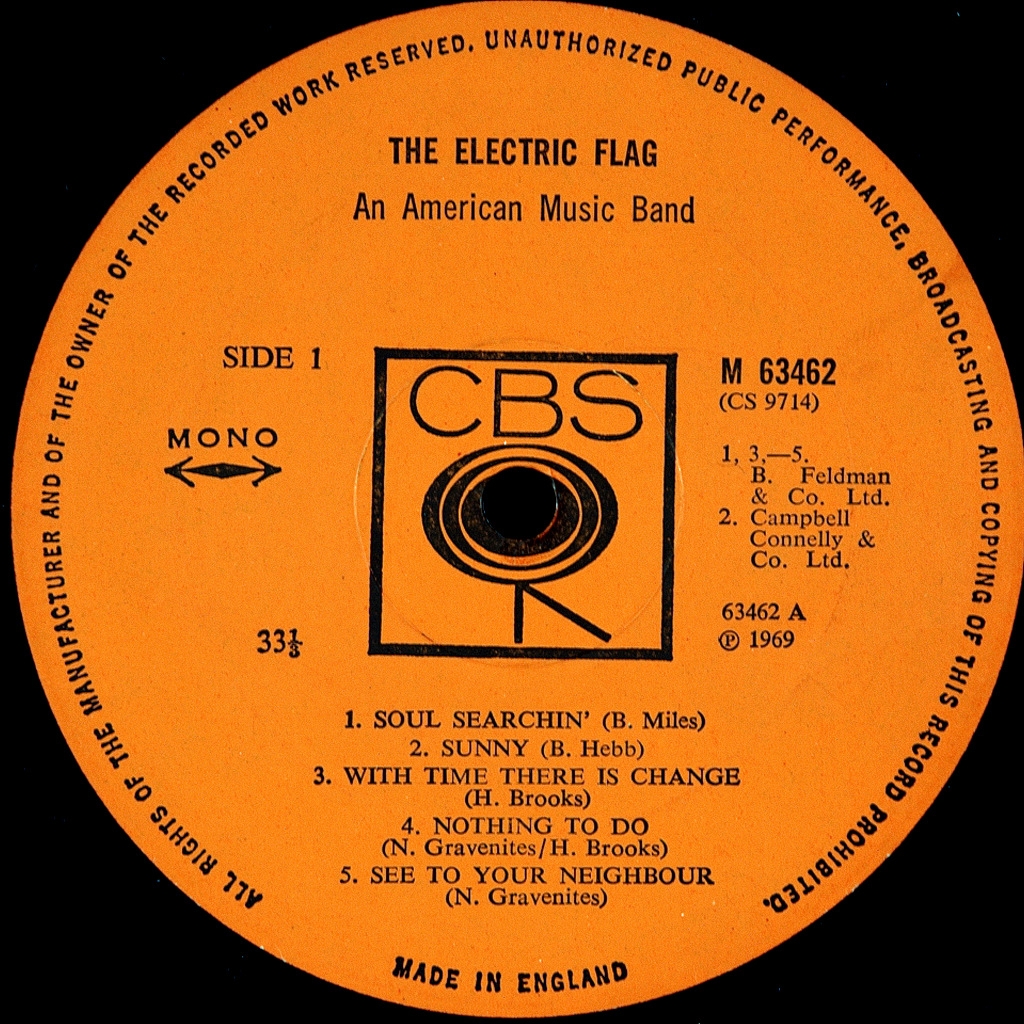 ALL RIGHTS OF THE MANUFACTURER AND OF THE OWNER OF THE RECORDED WORK RESERVED. UNAUTHORIZED PUBLIC PERFORMANCE, BROADCASTING AND COPYING OF THIS RECORD PROHIBITED.
THE ELECTRIC FLAG
An American Music Band
SIDE 1
MONO
33⅓
CBS
M 63462
(CS 9714)
1, 3,—5.
B. Feldman
& Co. Ltd.
2. Campbell
Connelly &
Co. Ltd.
63462 A
℗ 1969
1. SOUL SEARCHIN' (B. Miles)
2. SUNNY (B. Hebb)
3. WITH TIME THERE IS CHANGE
(H. Brooks)
4. NOTHING TO DO
(N. Gravenites/H. Brooks)
5. SEE TO YOUR NEIGHBOUR
(N. Gravenites)
MADE IN ENGLAND